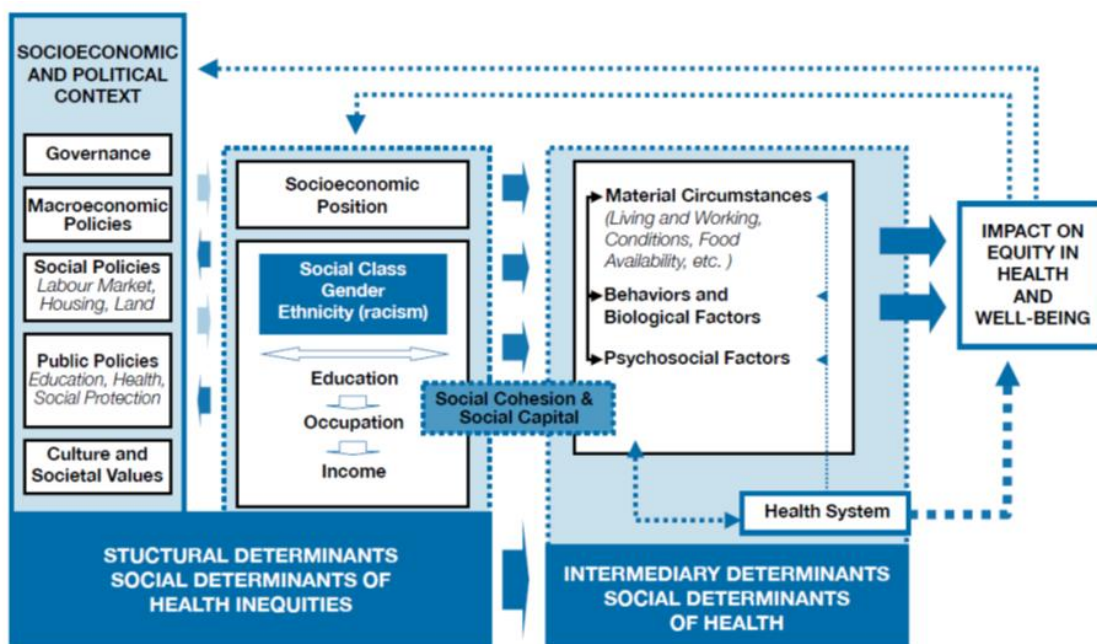 SOCIOECONOMIC
AND POLITICAL
CONTEXT
Governance
Macroeconomic
Policies
Social Policies
Labour Market,
Housing, Land
Public Policies
Education, Health,
Social Protection
Culture and
Societal Values
Socioeconomic
Position
Social Class
Gender
Ethnicity (racism)
Education
Occupation
Income
Social Cohesion &
Social Capital
Material Circumstances
(Living and Working,
Conditions, Food
Availability, etc. )
Behaviors and
Biological Factors
Psychosocial Factors
Health System
IMPACT ON
EQUITY IN
HEALTH
AND
WELL-BEING
STUCTURAL DETERMINANTS
SOCIAL DETERMINANTS OF
HEALTH INEQUITIES
INTERMEDIARY DETERMINANTS
SOCIAL DETERMINANTS
OF HEALTH